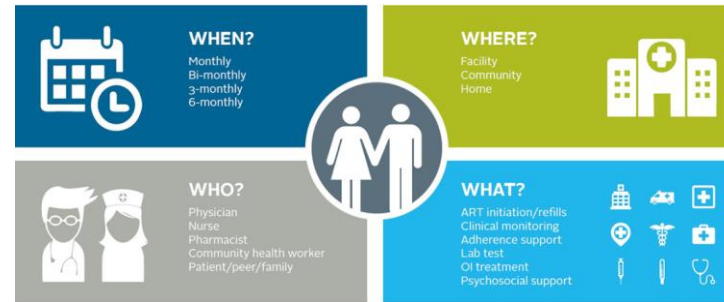 WHEN?
Monthly
Bi-monthly
3-monthly
6-monthly
WHERE?
Facility
Community
Home
WHO?
Physician
Nurse
Pharmacist
Community health worker
Patient/peer/family
WHAT?
ART initiation/refills
Clinical monitoring
Adherence support
Lab test
OI treatment
Psychosocial support